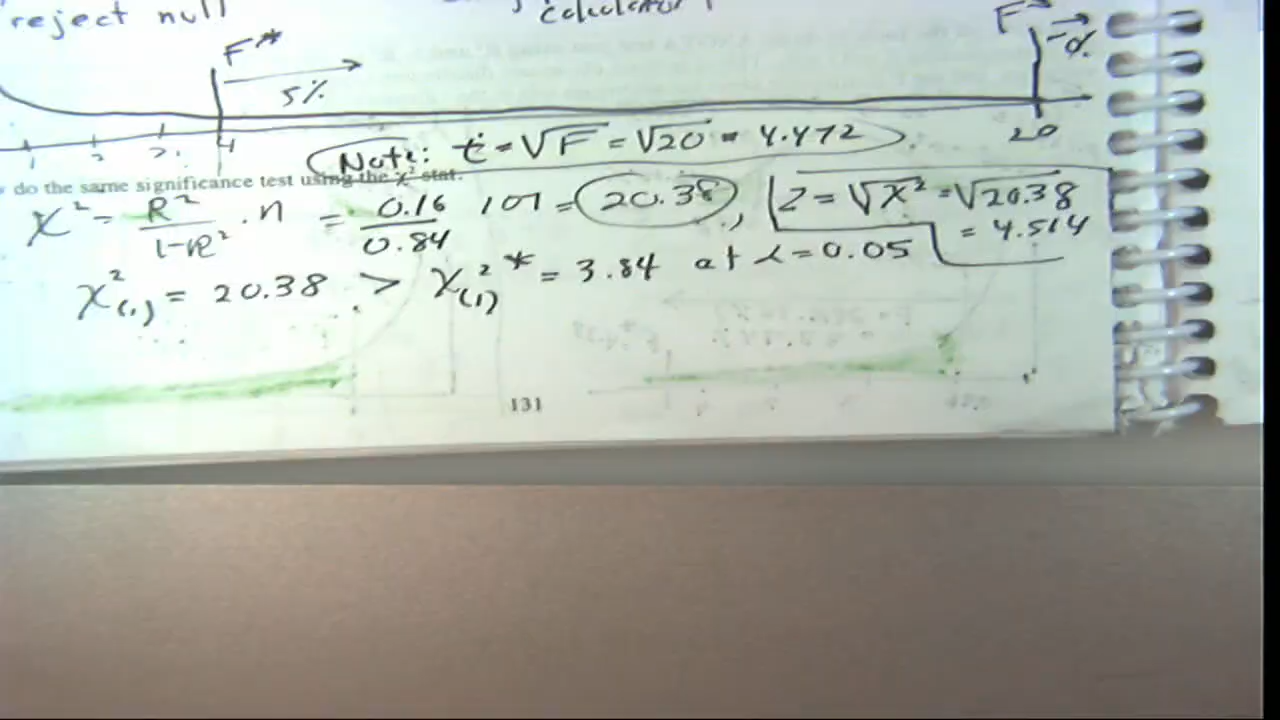 reject null
calculator
F*
5%
4
20
-d.
Note: t = √F = √20 = 4.472
do the same significance test using the χ² stat.
χ² = R²/1-R² · n = 0.16/0.84 107 = 20.38, Z = √χ² = √20.38
= 4.514
χ²(1) = 20.38 > χ²*(1) = 3.84 at α = 0.05
131